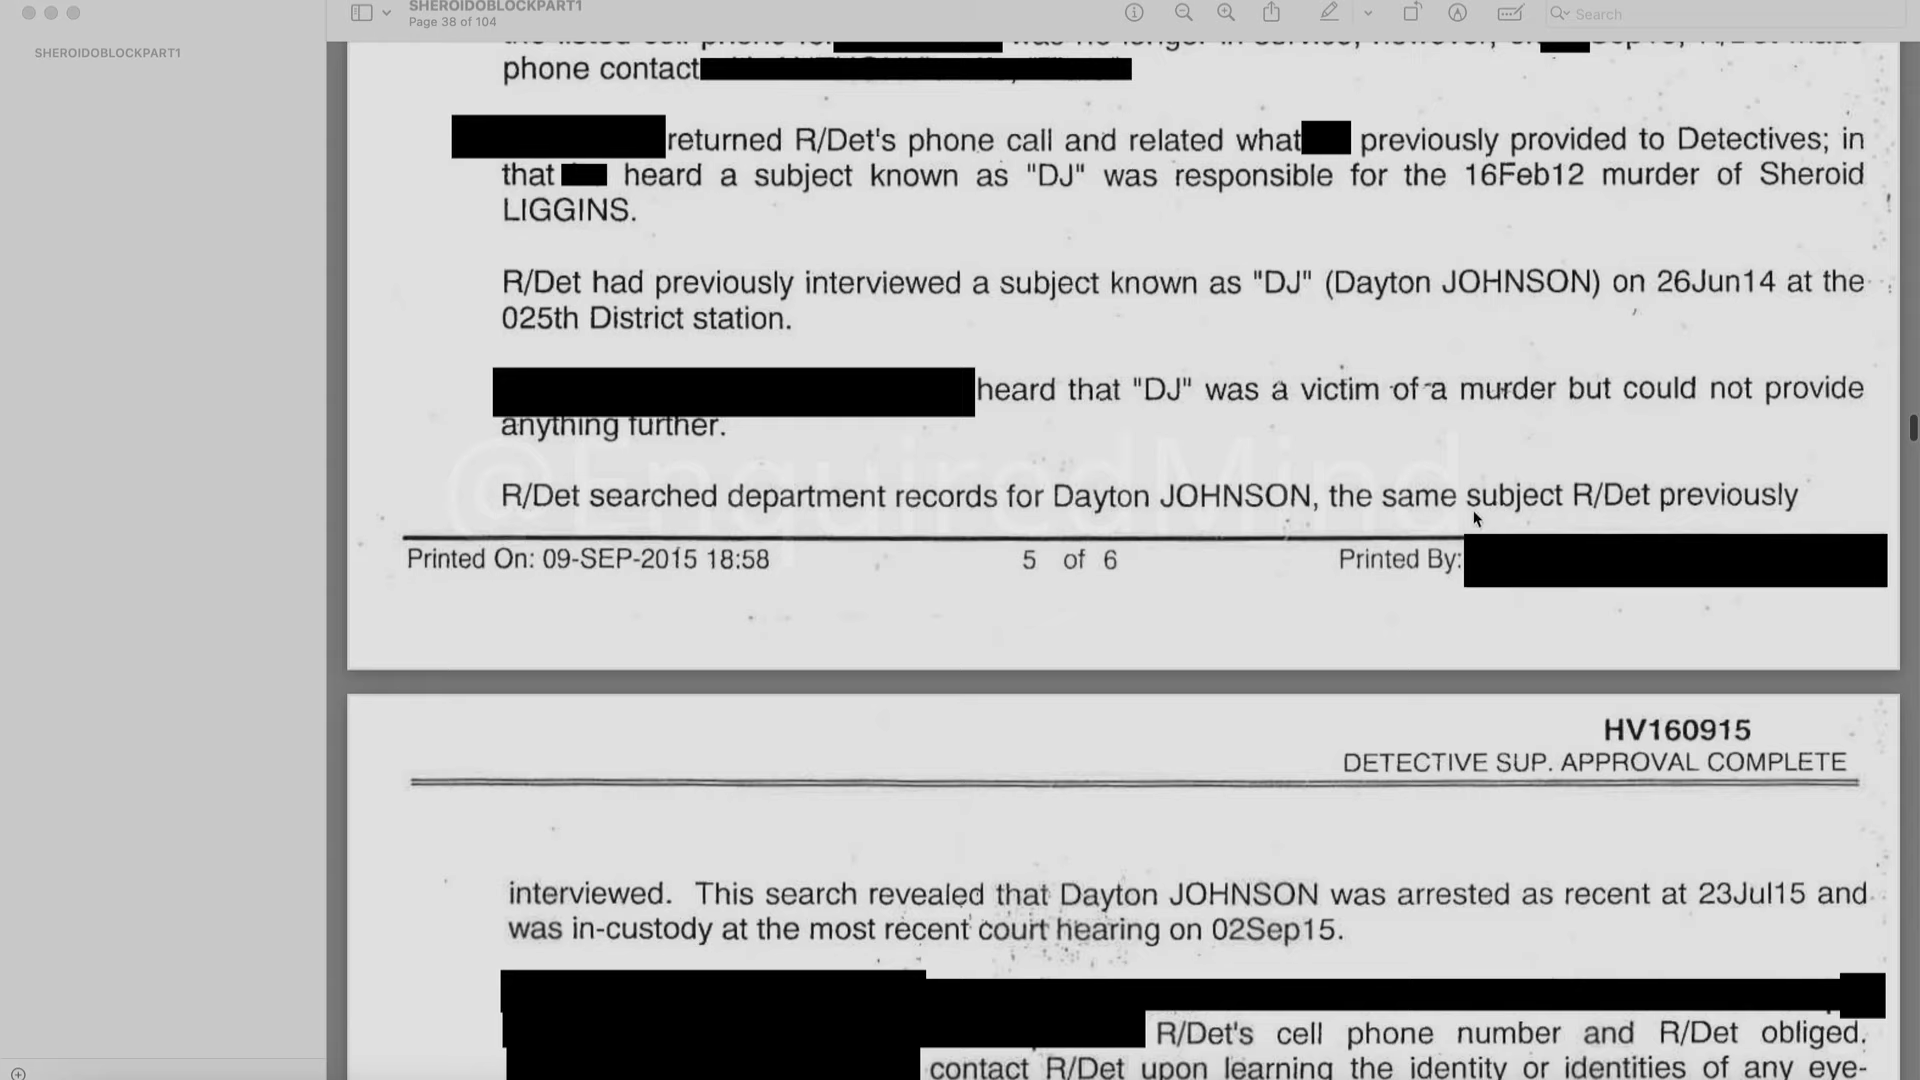 SHEROIDOBLOCKPART1
Page 38 of 104
Search
SHEROIDOBLOCKPART1
phone contact
returned R/Det's phone call and related what previously provided to Detectives; in
that heard a subject known as "DJ" was responsible for the 16Feb12 murder of Sheroid
LIGGINS.
R/Det had previously interviewed a subject known as "DJ" (Dayton JOHNSON) on 26Jun14 at the
025th District station.
heard that "DJ" was a victim of a murder but could not provide
anything further.
@EnquiredMind
R/Det searched department records for Dayton JOHNSON, the same subject R/Det previously
Printed On: 09-SEP-2015 18:58 5 of 6 Printed By:
HV160915
DETECTIVE SUP. APPROVAL COMPLETE
interviewed. This search revealed that Dayton JOHNSON was arrested as recent at 23Jul15 and
was in-custody at the most recent court hearing on 02Sep15.
R/Det's cell phone number and R/Det obliged.
contact R/Det upon learning the identity or identities of any eye-